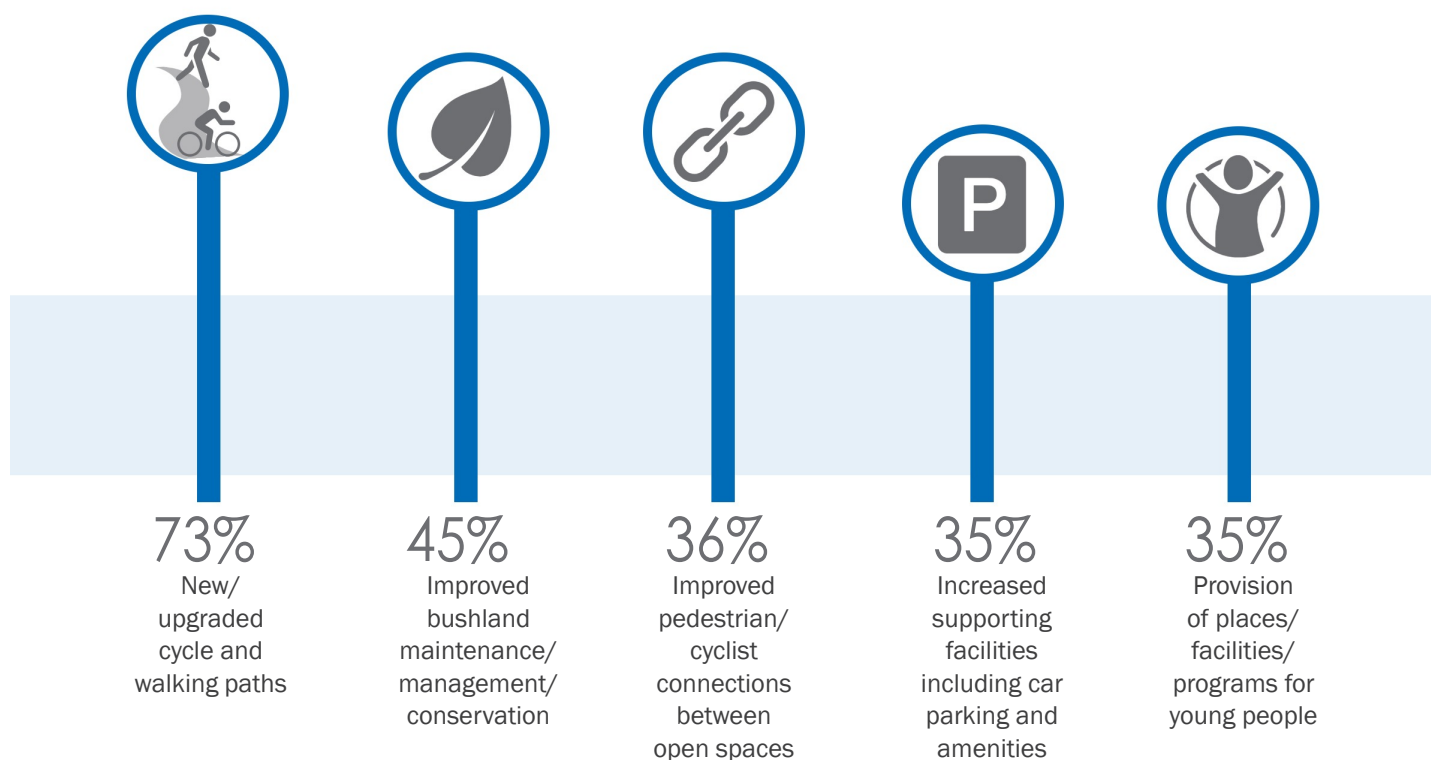 P
73%
New/
upgraded
cycle and
walking paths
45%
Improved
bushland
maintenance/
management/
conservation
36%
Improved
pedestrian/
cyclist
connections
between
open spaces
35%
Increased
supporting
facilities
including car
parking and
amenities
35%
Provision
of places/
facilities/
programs for
young people